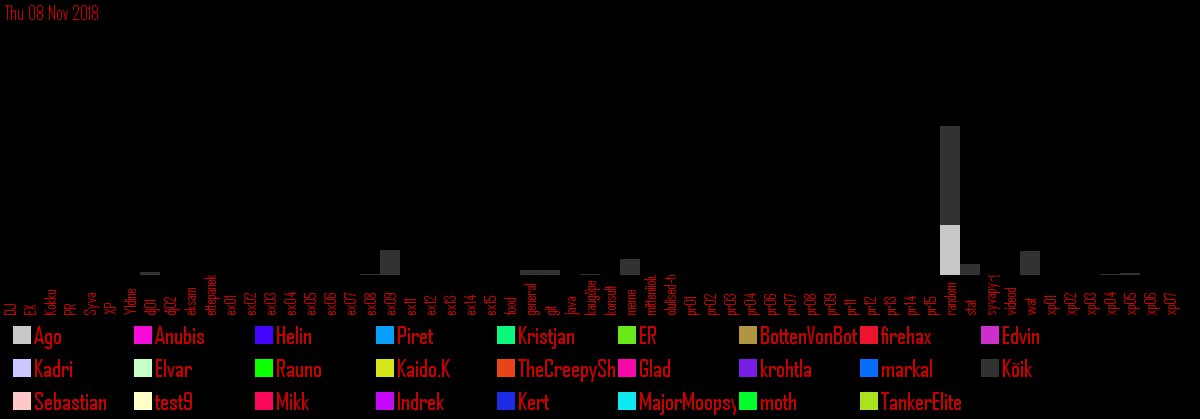 Thu 08 Nov 2018
DJ EX Kokku PR Syva XP Yldine dj01 dj02 eksam ettepanek ex01 ex02 ex03 ex04 ex05 ex06 ex07 ex08 ex09 ex11 ex12 ex13 ex14 ex15 food general git java kaugõpe konsult meme mitteriiol olulised-h pr01 pr02 pr03 pr04 pr06 pr07 pr08 pr09 pr11 pr12 pr13 pr14 pr15 random stat videod wat xp01 xp02 xp03 xp04 xp05 xp06 xp07
Ago Anubis Helin Piret Kristjan ER BottenVonBot firehax Edvin
Kadri Elvar Rauno Kaido.K TheCreepySh Glad krohtla markal Kõik
Sebastian test9 Mikk Indrek Kert MajorMoopsy moth TankerElite